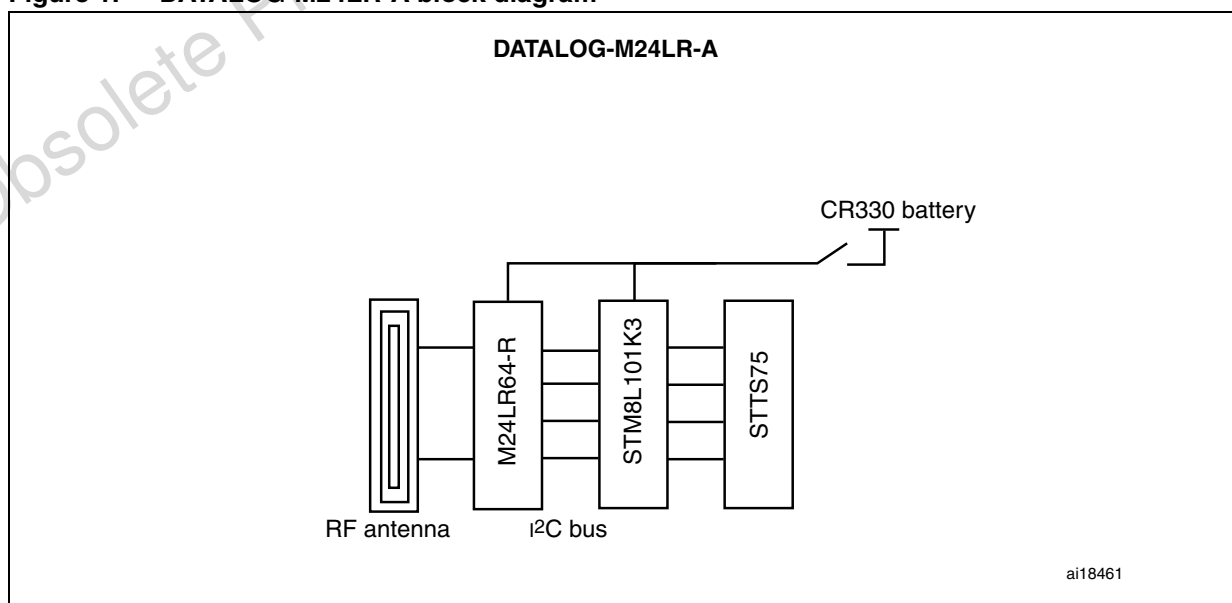 DATALOG-M24LR-A
CR330 battery
M24LR64-R
STM8L101K3
STTS75
RF antenna
I2C bus
ai18461